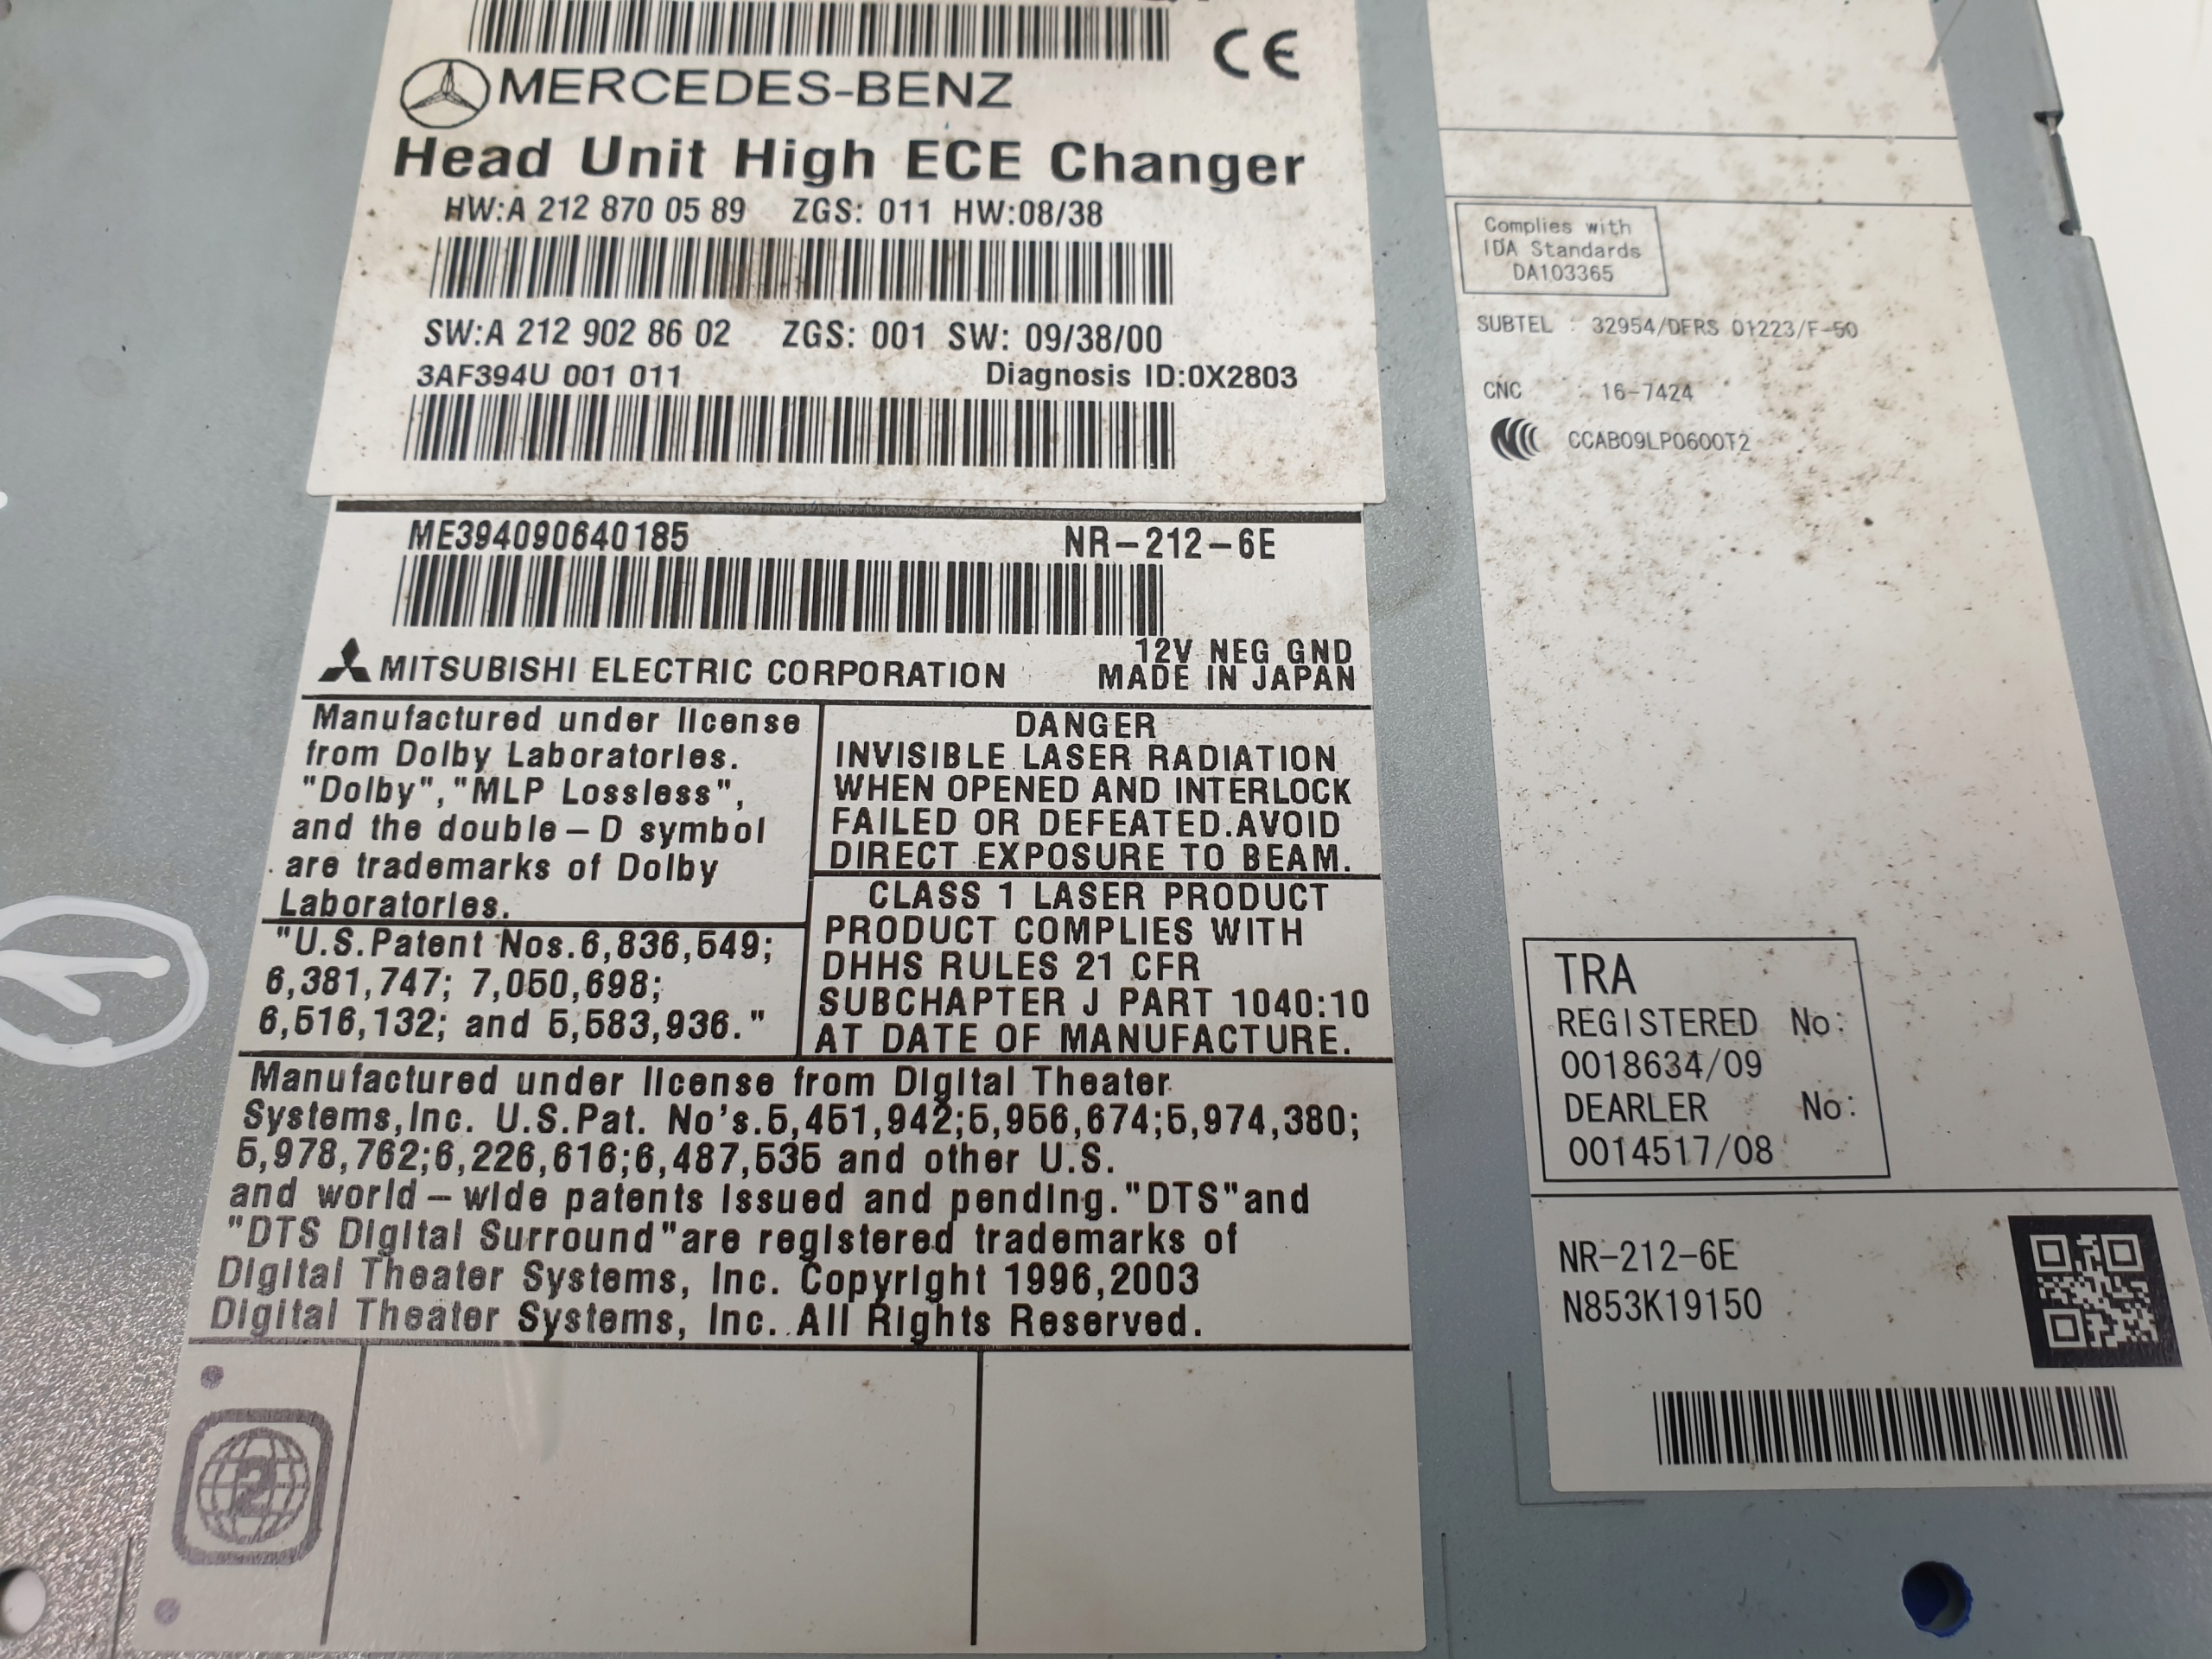 CE
MERCEDES-BENZ
Head Unit High ECE Changer
HW:A 212 870 05 89 ZGS: 011 HW:08/38
SW:A 212 902 86 02 ZGS: 001 SW: 09/38/00
3AF394U 001 011 Diagnosis ID:0X2803
ME394090640185 NR-212-6E
12V NEG GND
MITSUBISHI ELECTRIC CORPORATION MADE IN JAPAN
Manufactured under license
from Dolby Laboratories.
"Dolby","MLP Lossless",
and the double-D symbol
are trademarks of Dolby
Laboratories.
"U.S.Patent Nos.6,836,549;
6,381,747; 7,050,698;
6,516,132; and 5,583,936."
DANGER
INVISIBLE LASER RADIATION
WHEN OPENED AND INTERLOCK
FAILED OR DEFEATED.AVOID
DIRECT EXPOSURE TO BEAM.
CLASS 1 LASER PRODUCT
PRODUCT COMPLIES WITH
DHHS RULES 21 CFR
SUBCHAPTER J PART 1040:10
AT DATE OF MANUFACTURE.
Manufactured under license from Digital Theater
Systems,Inc. U.S.Pat. No's.5,451,942;5,956,674;5,974,380;
5,978,762;6,226,616;6,487,535 and other U.S.
and world-wide patents issued and pending."DTS"and
"DTS Digital Surround"are registered trademarks of
Digital Theater Systems, Inc. Copyright 1996,2003
Digital Theater Systems, Inc. All Rights Reserved.
2
Complies with
IDA Standards
DA103365
SUBTEL : 32954/DFRS 01223/F-50
CNC : 16-7424
CCAB09LP0600T2
TRA
REGISTERED No:
0018634/09
DEARLER No:
0014517/08
NR-212-6E
N853K19150